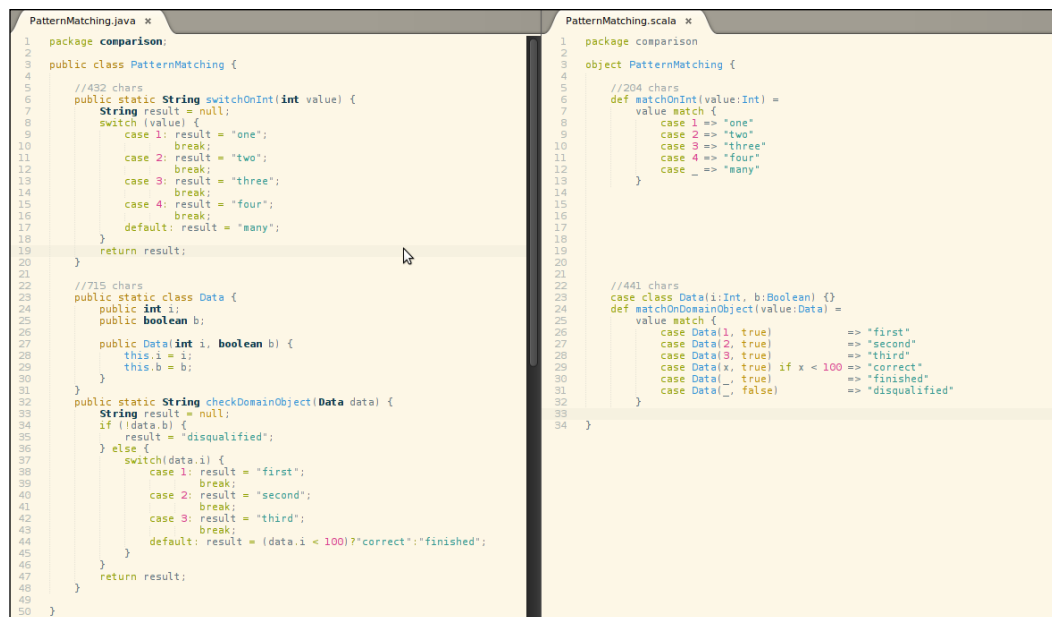 PatternMatching.java ×
1 package comparison;
2
3 public class PatternMatching {
4
5 //432 chars
6 public static String switchOnInt(int value) {
7 String result = null;
8 switch (value) {
9 case 1: result = "one";
10 break;
11 case 2: result = "two";
12 break;
13 case 3: result = "three";
14 break;
15 case 4: result = "four";
16 break;
17 default: result = "many";
18 }
19 return result;
20 }
21
22 //715 chars
23 public static class Data {
24 public int i;
25 public boolean b;
26
27 public Data(int i, boolean b) {
28 this.i = i;
29 this.b = b;
30 }
31 }
32 public static String checkDomainObject(Data data) {
33 String result = null;
34 if (!data.b) {
35 result = "disqualified";
36 } else {
37 switch(data.i) {
38 case 1: result = "first";
39 break;
40 case 2: result = "second";
41 break;
42 case 3: result = "third";
43 break;
44 default: result = (data.i < 100)?"correct":"finished";
45 }
46 }
47 return result;
48 }
49
50 }
PatternMatching.scala ×
1 package comparison
2
3 object PatternMatching {
4
5 //204 chars
6 def matchOnInt(value:Int) =
7 value match {
8 case 1 => "one"
9 case 2 => "two"
10 case 3 => "three"
11 case 4 => "four"
12 case _ => "many"
13 }
14
15
16
17
18
19
20
21
22 //441 chars
23 case class Data(i:Int, b:Boolean) {}
24 def matchOnDomainObject(value:Data) =
25 value match {
26 case Data(1, true) => "first"
27 case Data(2, true) => "second"
28 case Data(3, true) => "third"
29 case Data(x, true) if x < 100 => "correct"
30 case Data(_, true) => "finished"
31 case Data(_, false) => "disqualified"
32 }
33
34 }